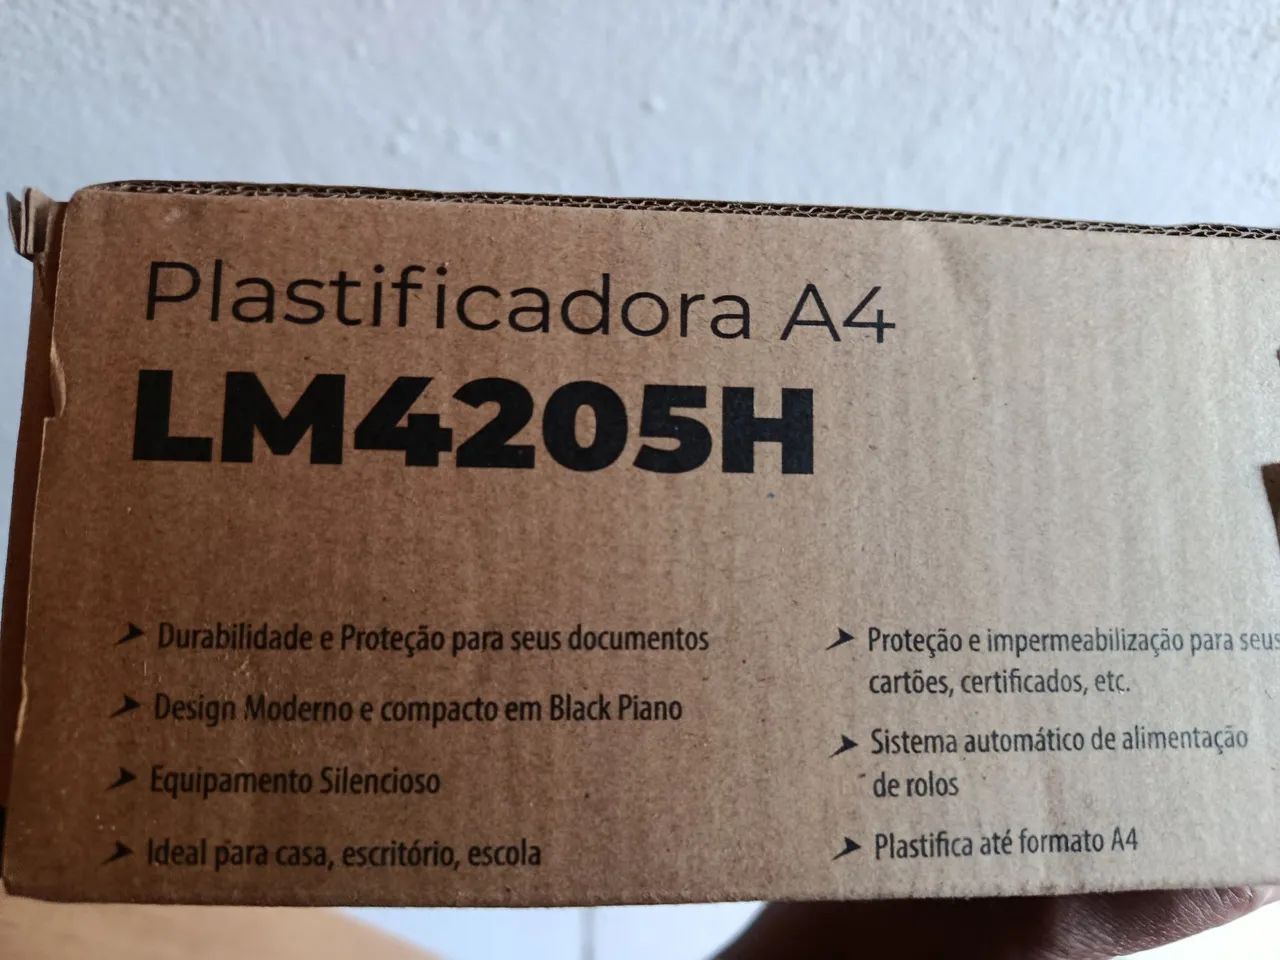 Plastificadora A4
LM4205H
Durabilidade e Proteção para seus documentos
Design Moderno e compacto em Black Piano
Equipamento Silencioso
Ideal para casa, escritório, escola
Proteção e impermeabilização para seus
cartões, certificados, etc.
Sistema automático de alimentação
de rolos
Plastifica até formato A4